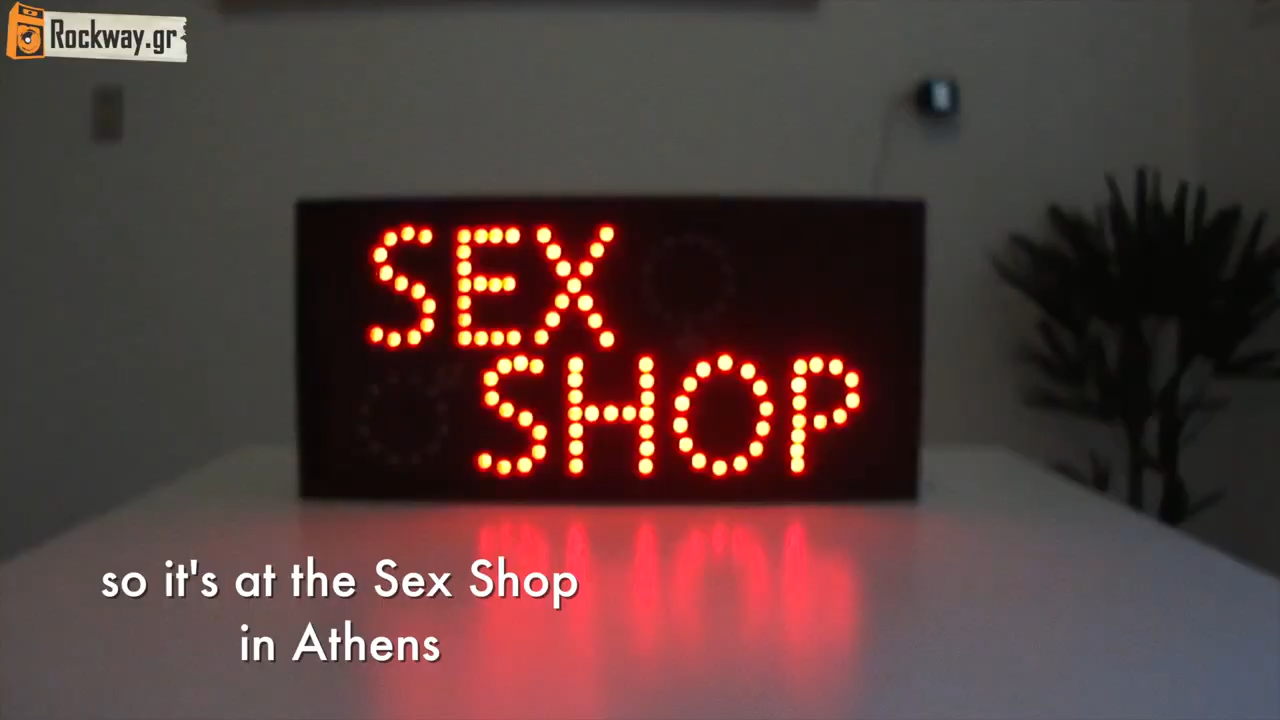 Rockway.gr
SEX
SHOP
so it's at the Sex Shop
in Athens